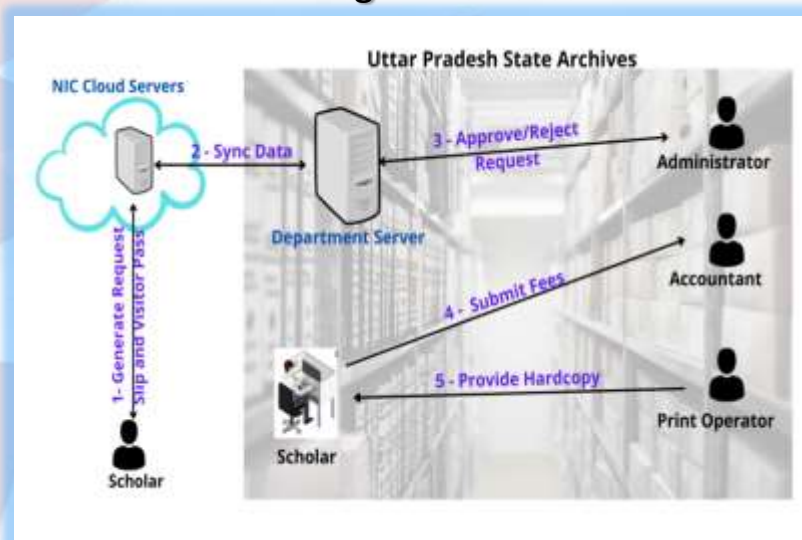 Uttar Pradesh State Archives
NIC Cloud Servers
2 - Sync Data
3 - Approve/Reject
Request
Administrator
Department Server
1- Generate Request
Slip and Visitor Pass
Accountant
4 - Submit Fees
5 - Provide Hardcopy
Print Operator
Scholar
Scholar